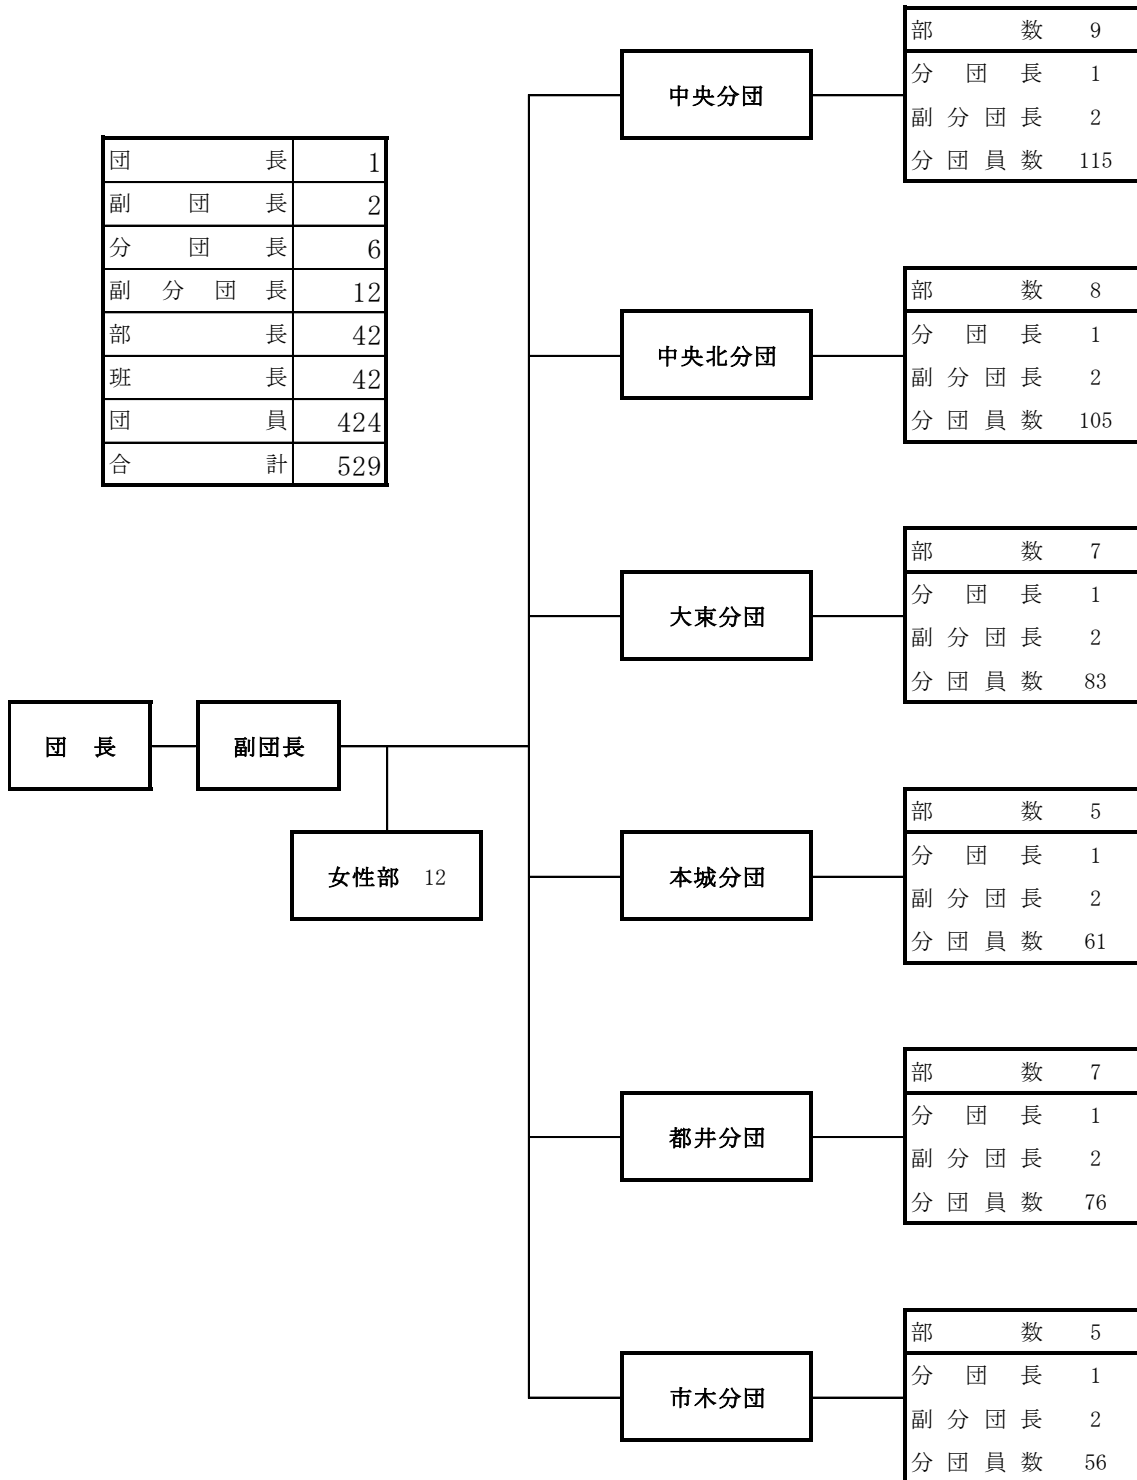 団長 1
副団長 2
分団長 6
副分団長 12
部長 42
班長 42
団員 424
合計 529
団 長
副団長
女性部 12
中央分団
部数 9
分団長 1
副分団長 2
分団員数 115
中央北分団
部数 8
分団長 1
副分団長 2
分団員数 105
大束分団
部数 7
分団長 1
副分団長 2
分団員数 83
本城分団
部数 5
分団長 1
副分団長 2
分団員数 61
都井分団
部数 7
分団長 1
副分団長 2
分団員数 76
市木分団
部数 5
分団長 1
副分団長 2
分団員数 56